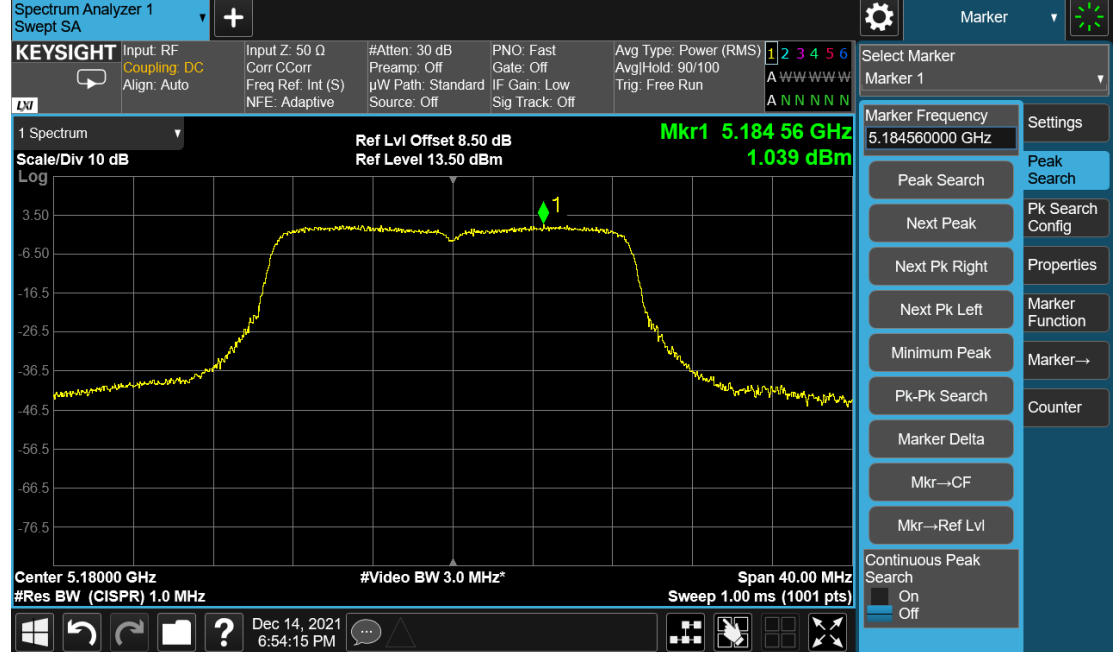 Spectrum Analyzer 1
Swept SA
Marker
KEYSIGHT
LXI
Input: RF
Coupling: DC
Align: Auto
Input Z: 50 Ω
Corr CCorr
Freq Ref: Int (S)
NFE: Adaptive
#Atten: 30 dB
Preamp: Off
µW Path: Standard
Source: Off
PNO: Fast
Gate: Off
IF Gain: Low
Sig Track: Off
Avg Type: Power (RMS)
Avg|Hold: 90/100
Trig: Free Run
1 2 3 4 5 6
A W W W W W
A N N N N N
Select Marker
Marker 1
1 Spectrum
Scale/Div 10 dB
Log
Ref Lvl Offset 8.50 dB
Ref Level 13.50 dBm
Mkr1 5.184 56 GHz
1.039 dBm
1
3.50
-6.50
-16.5
-26.5
-36.5
-46.5
-56.5
-66.5
-76.5
Center 5.18000 GHz
#Res BW (CISPR) 1.0 MHz
#Video BW 3.0 MHz*
Span 40.00 MHz
Sweep 1.00 ms (1001 pts)
Marker Frequency
5.184560000 GHz
Peak Search
Next Peak
Next Pk Right
Next Pk Left
Minimum Peak
Pk-Pk Search
Marker Delta
Mkr→CF
Mkr→Ref Lvl
Continuous Peak
Search
On
Off
Settings
Peak
Search
Pk Search
Config
Properties
Marker
Function
Marker→
Counter
?
Dec 14, 2021
6:54:15 PM